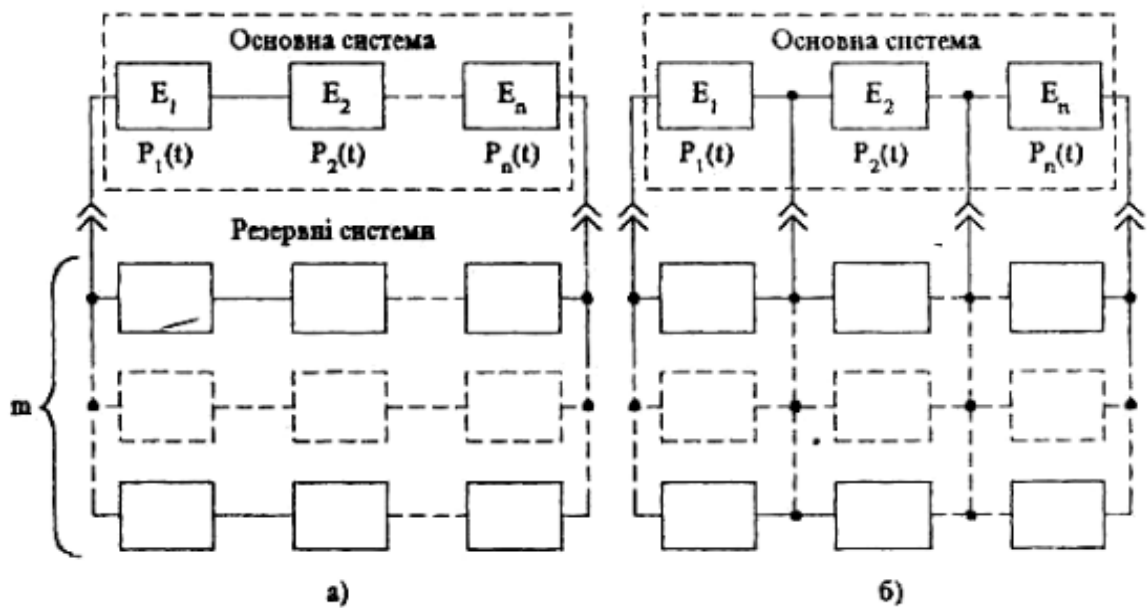 Основна система
E₁ E₂ Eₙ
P₁(t) P₂(t) Pₙ(t)
Резервні системи
m
а)
Основна система
E₁ E₂ Eₙ
P₁(t) P₂(t) Pₙ(t)
б)